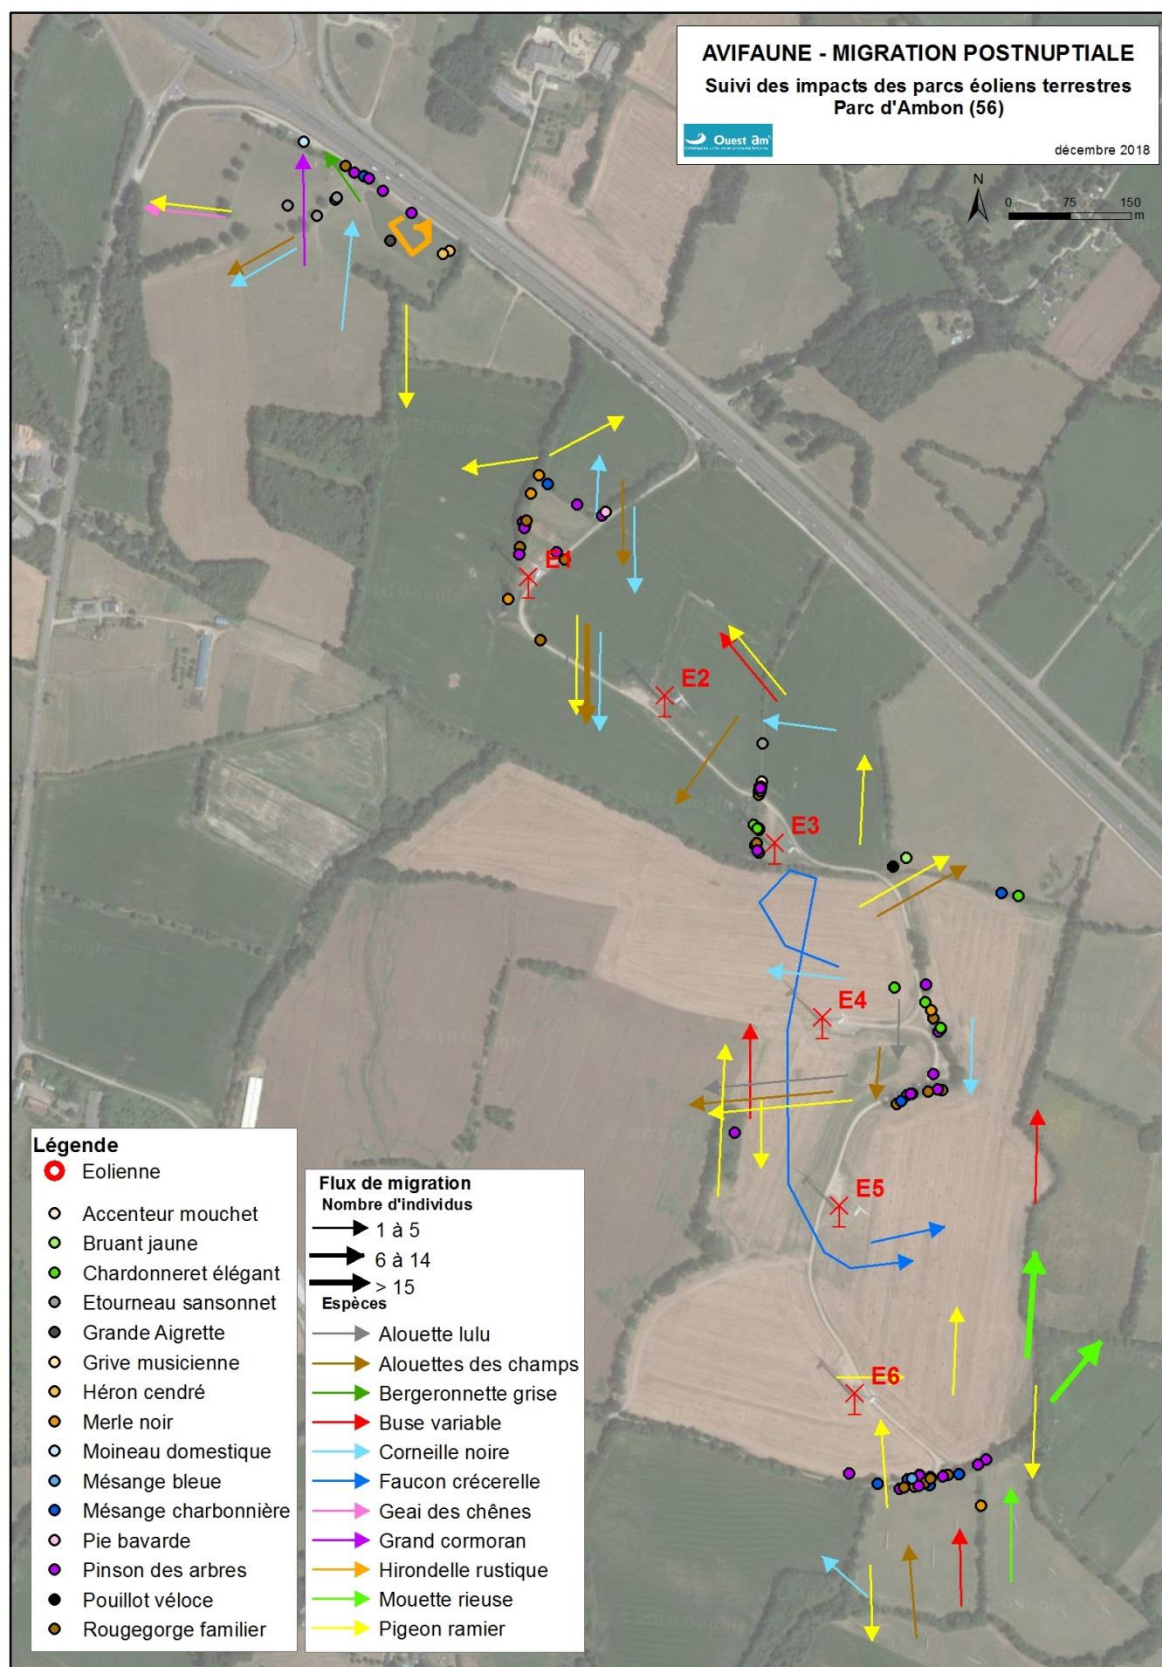 AVIFAUNE - MIGRATION POSTNUPTIALE
Suivi des impacts des parcs éoliens terrestres
Parc d'Ambon (56)
Ouest am'
décembre 2018
N
0 75 150
m
E1
E2
E3
E4
E5
E6
Légende
Eolienne
Accenteur mouchet
Bruant jaune
Chardonneret élégant
Etourneau sansonnet
Grande Aigrette
Grive musicienne
Héron cendré
Merle noir
Moineau domestique
Mésange bleue
Mésange charbonnière
Pie bavarde
Pinson des arbres
Pouillot véloce
Rougegorge familier
Flux de migration
Nombre d'individus
1 à 5
6 à 14
> 15
Espèces
Alouette lulu
Alouettes des champs
Bergeronnette grise
Buse variable
Corneille noire
Faucon crécerelle
Geai des chênes
Grand cormoran
Hirondelle rustique
Mouette rieuse
Pigeon ramier